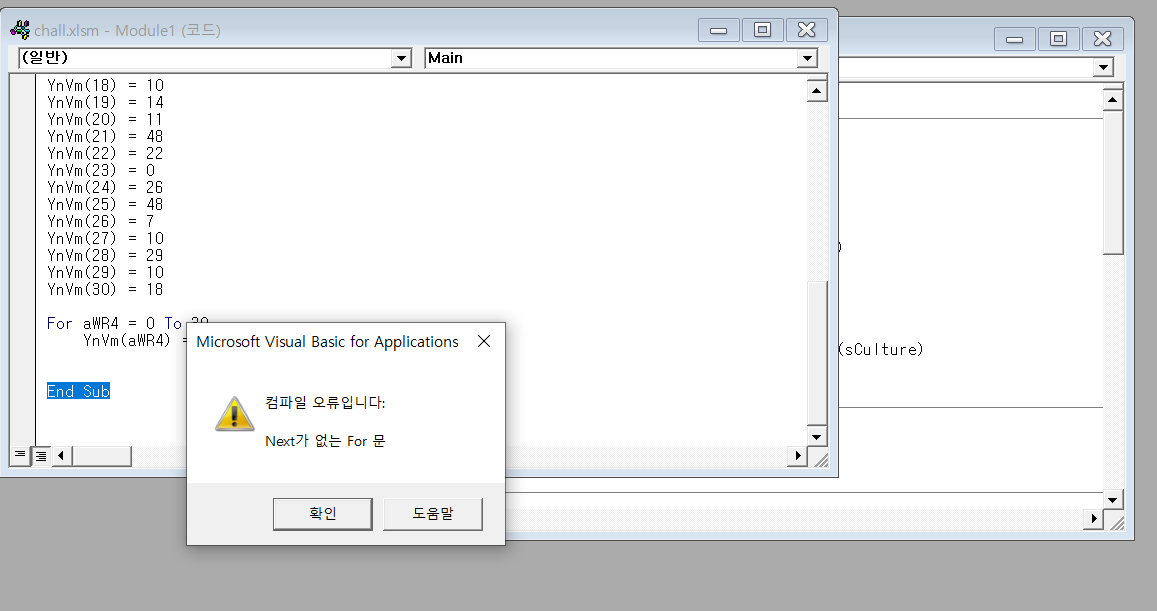 chall.xlsm - Module1 (코드)
(일반)
Main
YnVm(18) = 10
YnVm(19) = 14
YnVm(20) = 11
YnVm(21) = 48
YnVm(22) = 22
YnVm(23) = 0
YnVm(24) = 26
YnVm(25) = 48
YnVm(26) = 7
YnVm(27) = 10
YnVm(28) = 29
YnVm(29) = 10
YnVm(30) = 18
For aWR4 = 0 To
YnVm(aWR4) =
End Sub
)
(sCulture)
Microsoft Visual Basic for Applications
컴파일 오류입니다:
Next가 없는 For 문
확인
도움말